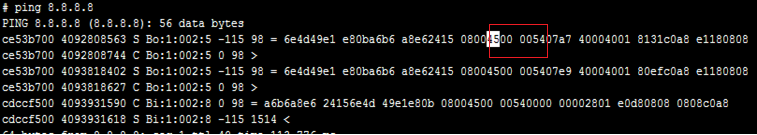 # ping 8.8.8.8
PING 8.8.8.8 (8.8.8.8): 56 data bytes
ce53b700 4092808563 S Bo:1:002:5 -115 98 = 6e4d49e1 e80ba6b6 a8e62415 08004500 005407a7 40004001 8131c0a8 e1180808
ce53b700 4092808744 C Bo:1:002:5 0 98 >
ce53b700 4093818402 S Bo:1:002:5 -115 98 = 6e4d49e1 e80ba6b6 a8e62415 08004500 005407e9 40004001 80efc0a8 e1180808
ce53b700 4093818627 C Bo:1:002:5 0 98 >
cdccf500 4093931590 C Bi:1:002:8 0 98 = a6b6a8e6 24156e4d 49e1e80b 08004500 00540000 00002801 e0d80808 0808c0a8
cdccf500 4093931618 S Bi:1:002:8 -115 1514 <